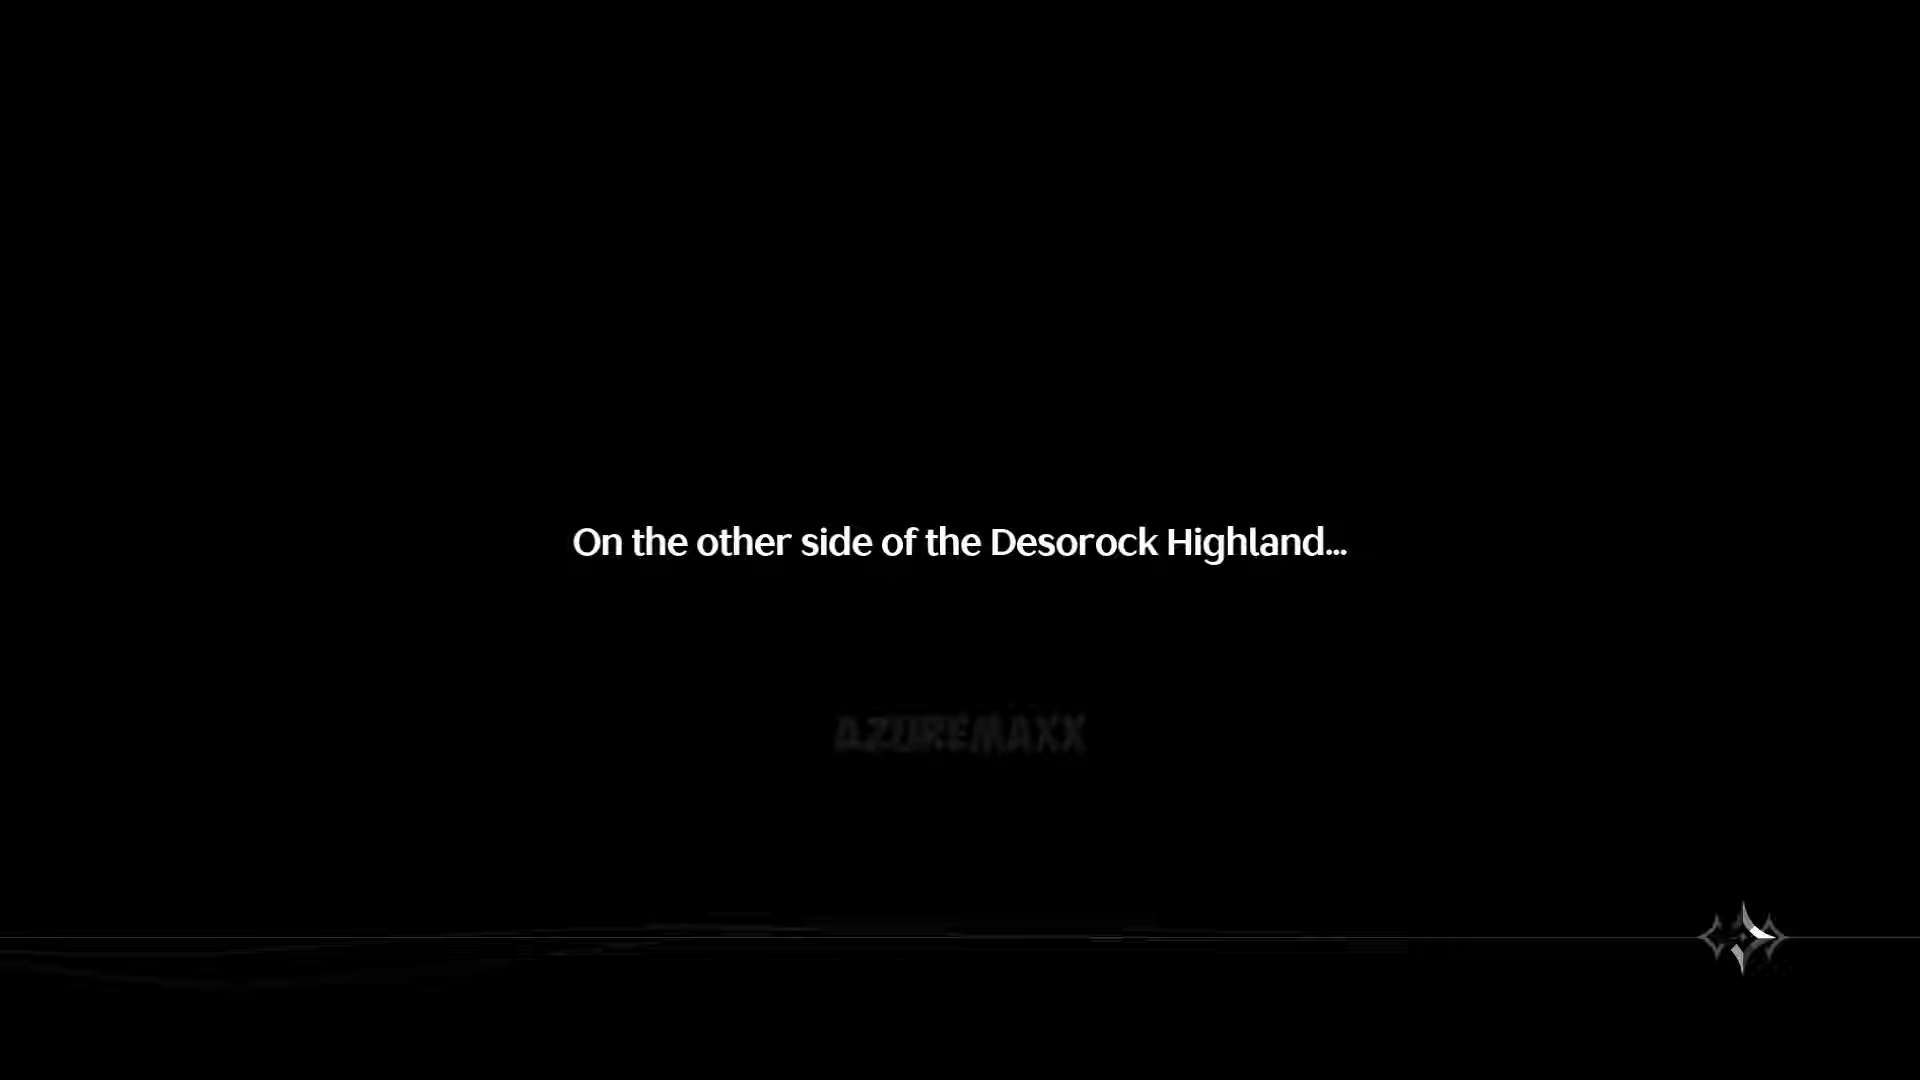 On the other side of the Desorock Highland...
AZUREMAXX